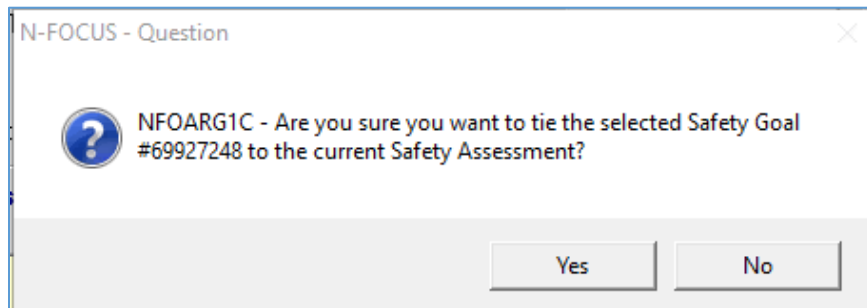 N-FOCUS - Question
NFOARG1C - Are you sure you want to tie the selected Safety Goal
#69927248 to the current Safety Assessment?
Yes
No